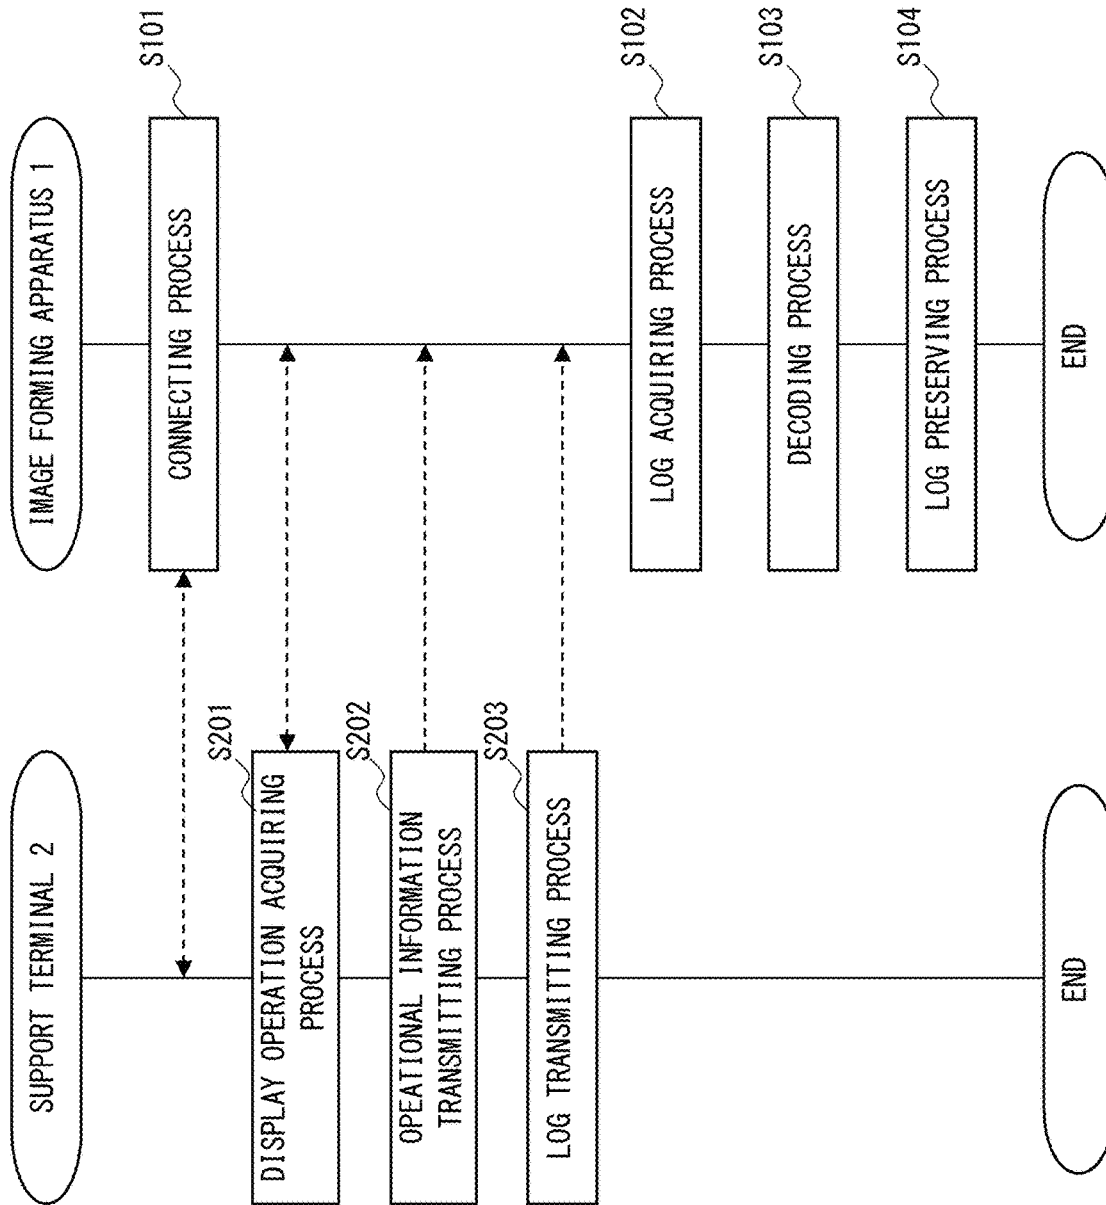 SUPPORT TERMINAL 2
IMAGE FORMING APPARATUS 1
S101
CONNECTING PROCESS
S201
DISPLAY OPERATION ACQUIRING
PROCESS
S202
OPEATIONAL INFORMATION
TRANSMITTING PROCESS
S203
LOG TRANSMITTING PROCESS
S102
LOG ACQUIRING PROCESS
S103
DECODING PROCESS
S104
LOG PRESERVING PROCESS
END
END